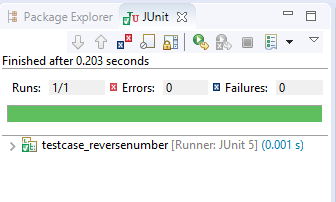 Package Explorer JUnit
Finished after 0.203 seconds
Runs: 1/1 Errors: 0 Failures: 0
testcase_reversenumber [Runner: JUnit 5] (0.001 s)